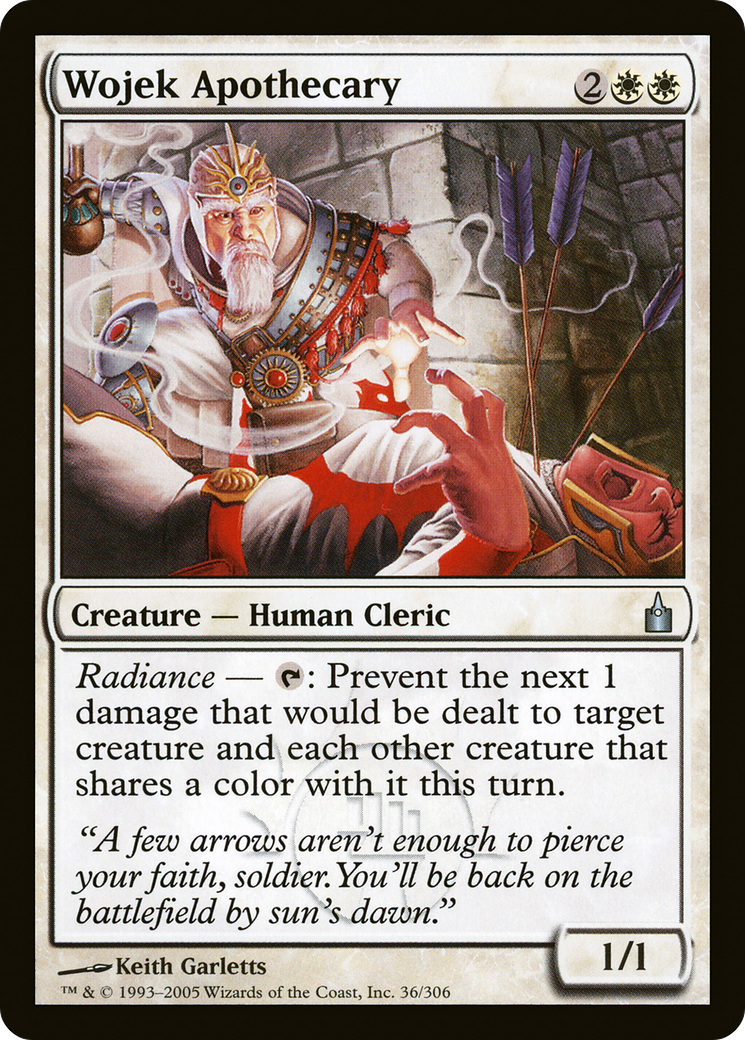 Wojek Apothecary 2
Creature — Human Cleric
Radiance — : Prevent the next 1
damage that would be dealt to target
creature and each other creature that
shares a color with it this turn.
“A few arrows aren’t enough to pierce
your faith, soldier. You’ll be back on the
battlefield by sun’s dawn.”
1/1
Keith Garletts
™ & © 1993–2005 Wizards of the Coast, Inc. 36/306